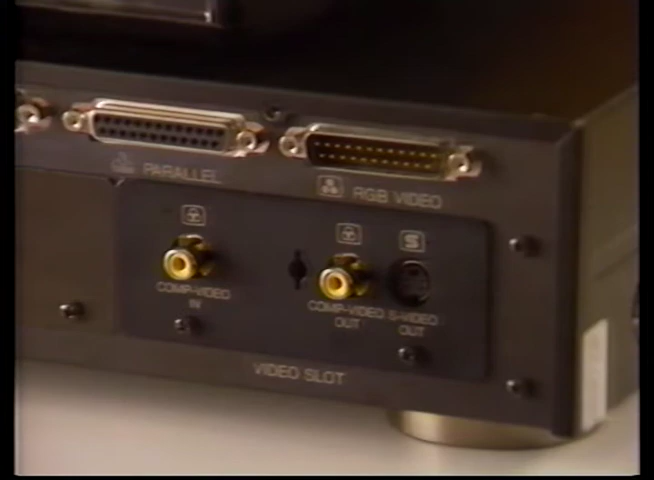 PARALLEL
RGB VIDEO
S
COMP-VIDEO
IN
COMP-VIDEO
OUT
S-VIDEO
OUT
VIDEO SLOT